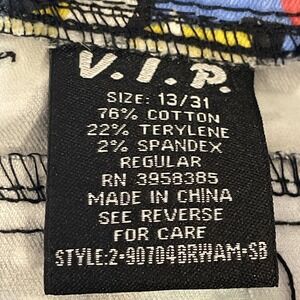 V.I.P.
SIZE: 13/31
76% COTTON
22% TERYLENE
2% SPANDEX
REGULAR
RN 3958385
MADE IN CHINA
SEE REVERSE
FOR CARE
STYLE:2-90704BRWAM-SB